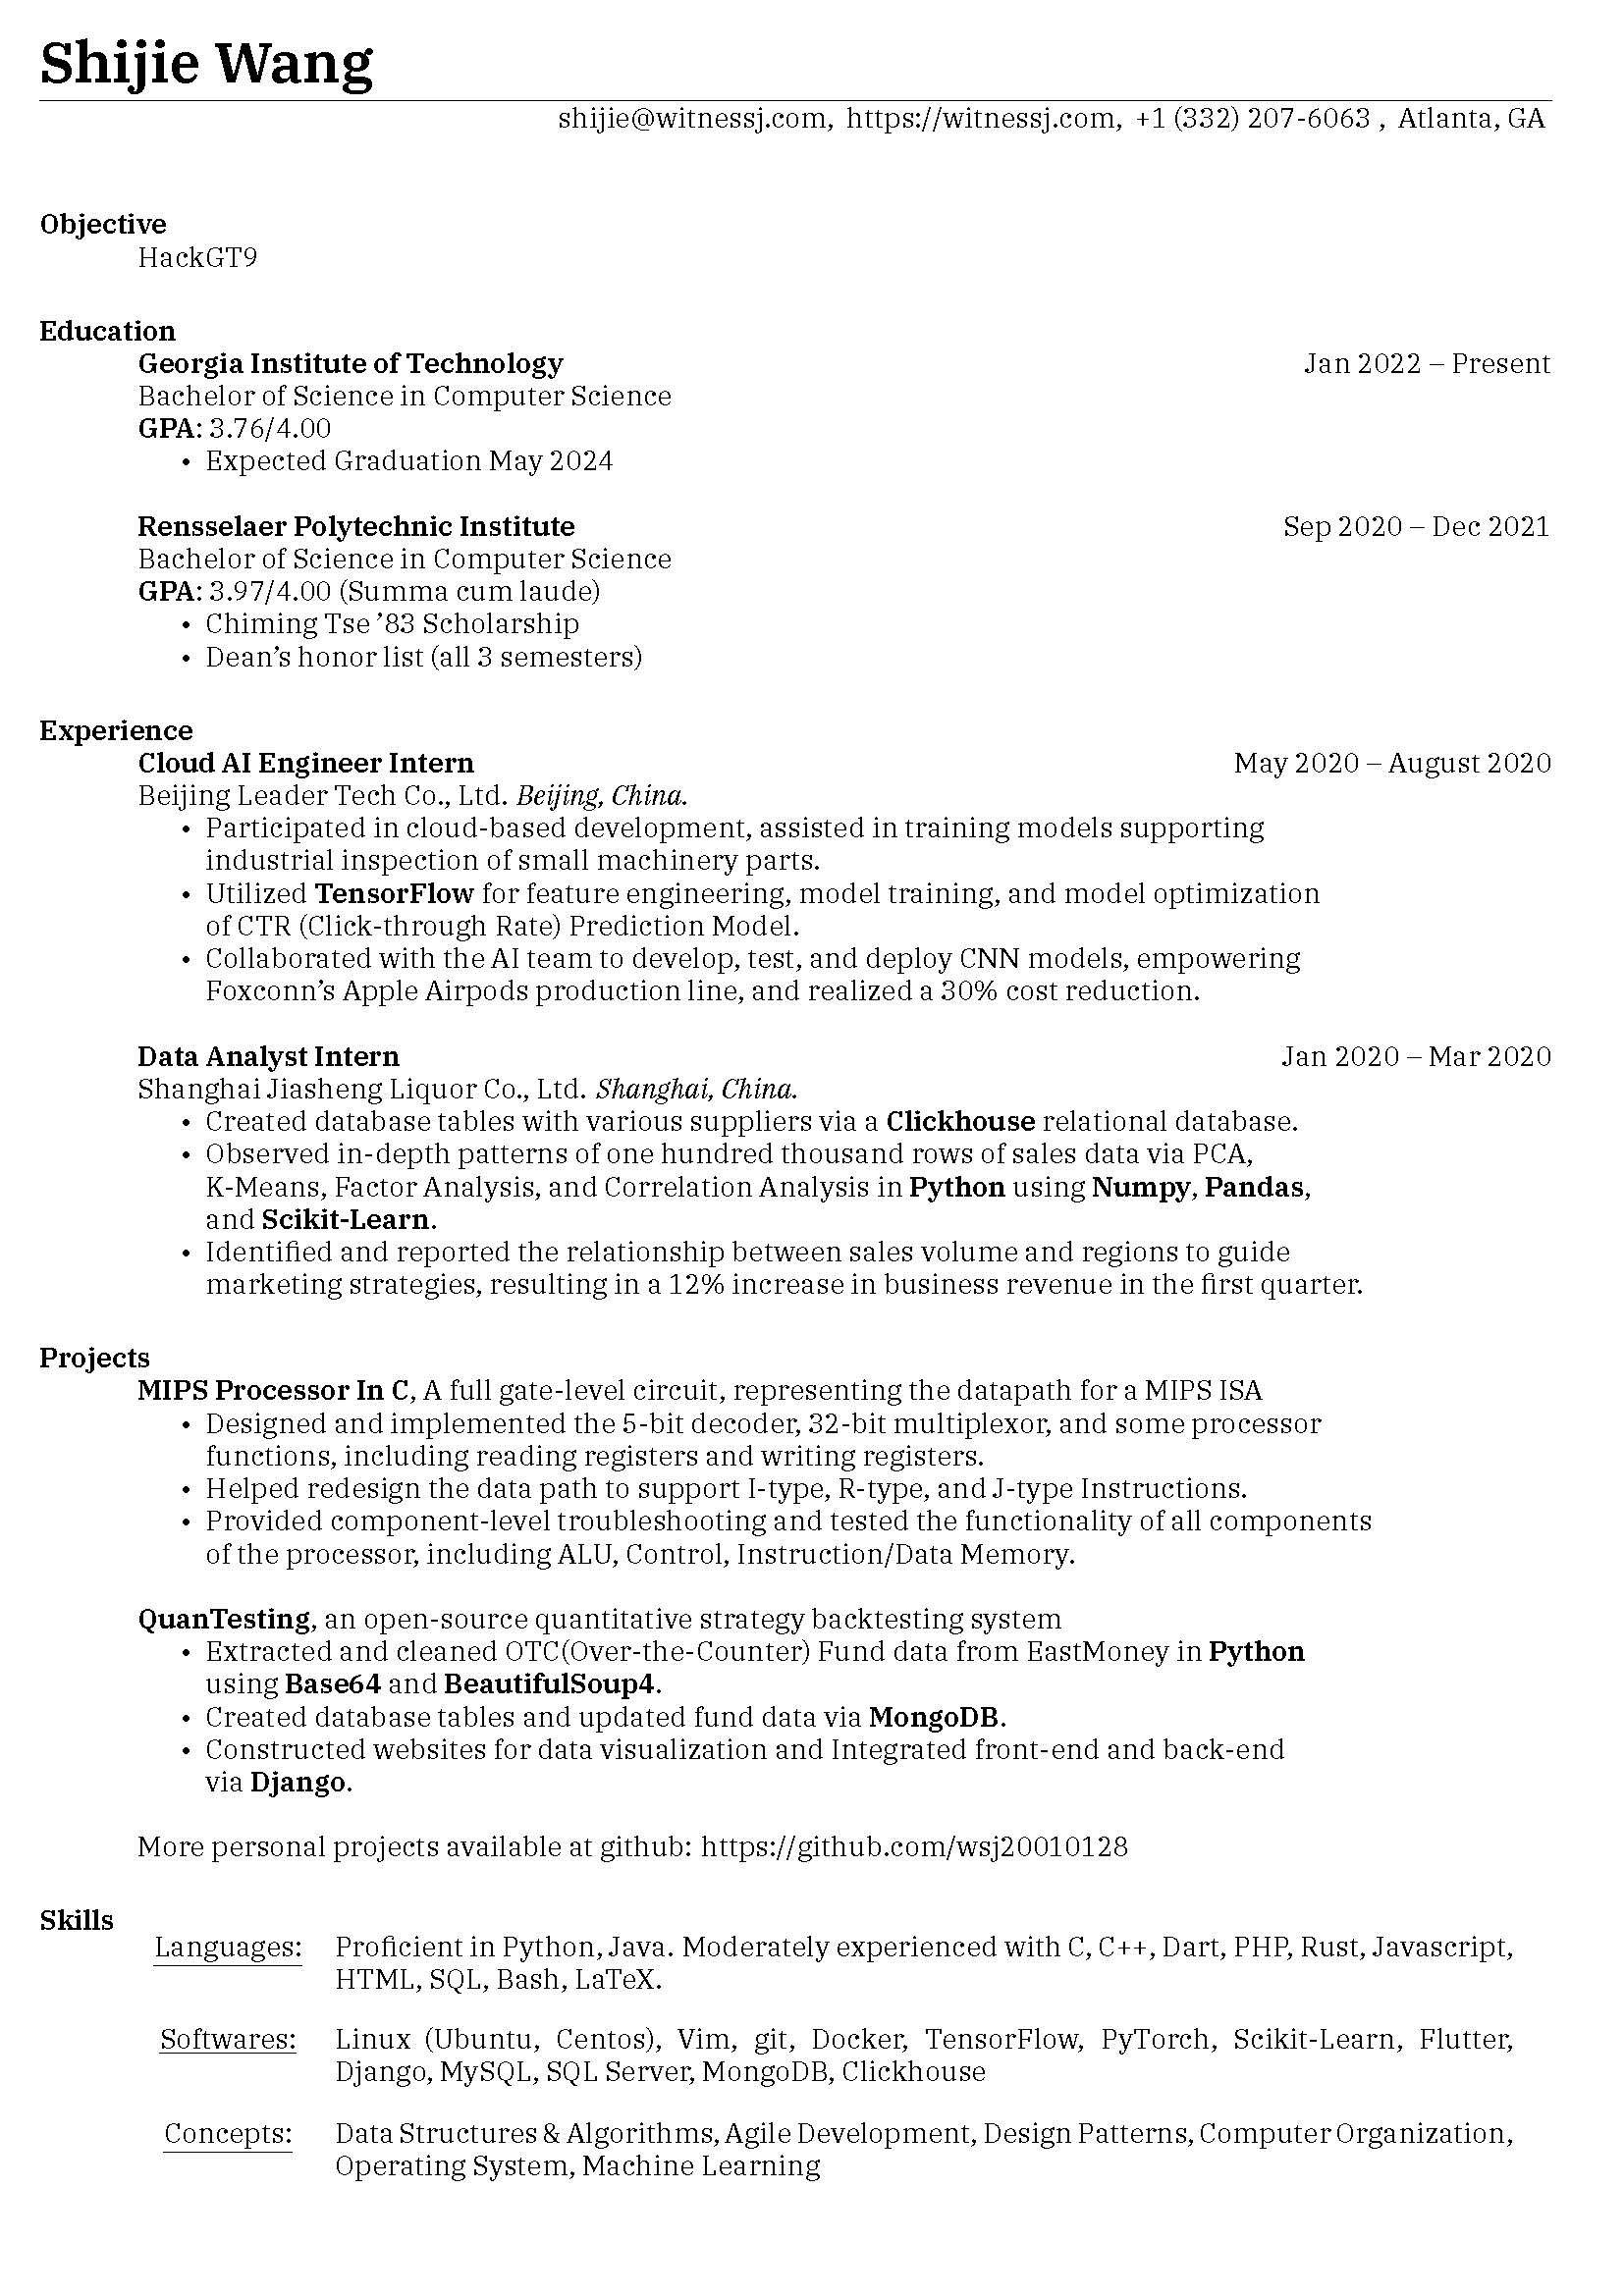 Shijie Wang
shijie@witnessj.com, https://witnessj.com, +1 (332) 207-6063 , Atlanta, GA
Objective
HackGT9
Education
Georgia Institute of Technology Jan 2022 – Present
Bachelor of Science in Computer Science
GPA: 3.76/4.00
• Expected Graduation May 2024
Rensselaer Polytechnic Institute Sep 2020 – Dec 2021
Bachelor of Science in Computer Science
GPA: 3.97/4.00 (Summa cum laude)
• Chiming Tse ’83 Scholarship
• Dean’s honor list (all 3 semesters)
Experience
Cloud AI Engineer Intern May 2020 – August 2020
Beijing Leader Tech Co., Ltd. Beijing, China.
• Participated in cloud-based development, assisted in training models supporting
industrial inspection of small machinery parts.
• Utilized TensorFlow for feature engineering, model training, and model optimization
of CTR (Click-through Rate) Prediction Model.
• Collaborated with the AI team to develop, test, and deploy CNN models, empowering
Foxconn’s Apple Airpods production line, and realized a 30% cost reduction.
Data Analyst Intern Jan 2020 – Mar 2020
Shanghai Jiasheng Liquor Co., Ltd. Shanghai, China.
• Created database tables with various suppliers via a Clickhouse relational database.
• Observed in-depth patterns of one hundred thousand rows of sales data via PCA,
K-Means, Factor Analysis, and Correlation Analysis in Python using Numpy, Pandas,
and Scikit-Learn.
• Identified and reported the relationship between sales volume and regions to guide
marketing strategies, resulting in a 12% increase in business revenue in the first quarter.
Projects
MIPS Processor In C, A full gate-level circuit, representing the datapath for a MIPS ISA
• Designed and implemented the 5-bit decoder, 32-bit multiplexor, and some processor
functions, including reading registers and writing registers.
• Helped redesign the data path to support I-type, R-type, and J-type Instructions.
• Provided component-level troubleshooting and tested the functionality of all components
of the processor, including ALU, Control, Instruction/Data Memory.
QuanTesting, an open-source quantitative strategy backtesting system
• Extracted and cleaned OTC(Over-the-Counter) Fund data from EastMoney in Python
using Base64 and BeautifulSoup4.
• Created database tables and updated fund data via MongoDB.
• Constructed websites for data visualization and Integrated front-end and back-end
via Django.
More personal projects available at github: https://github.com/wsj20010128
Skills
Languages: Proficient in Python, Java. Moderately experienced with C, C++, Dart, PHP, Rust, Javascript,
HTML, SQL, Bash, LaTeX.
Softwares: Linux (Ubuntu, Centos), Vim, git, Docker, TensorFlow, PyTorch, Scikit-Learn, Flutter,
Django, MySQL, SQL Server, MongoDB, Clickhouse
Concepts: Data Structures & Algorithms, Agile Development, Design Patterns, Computer Organization,
Operating System, Machine Learning